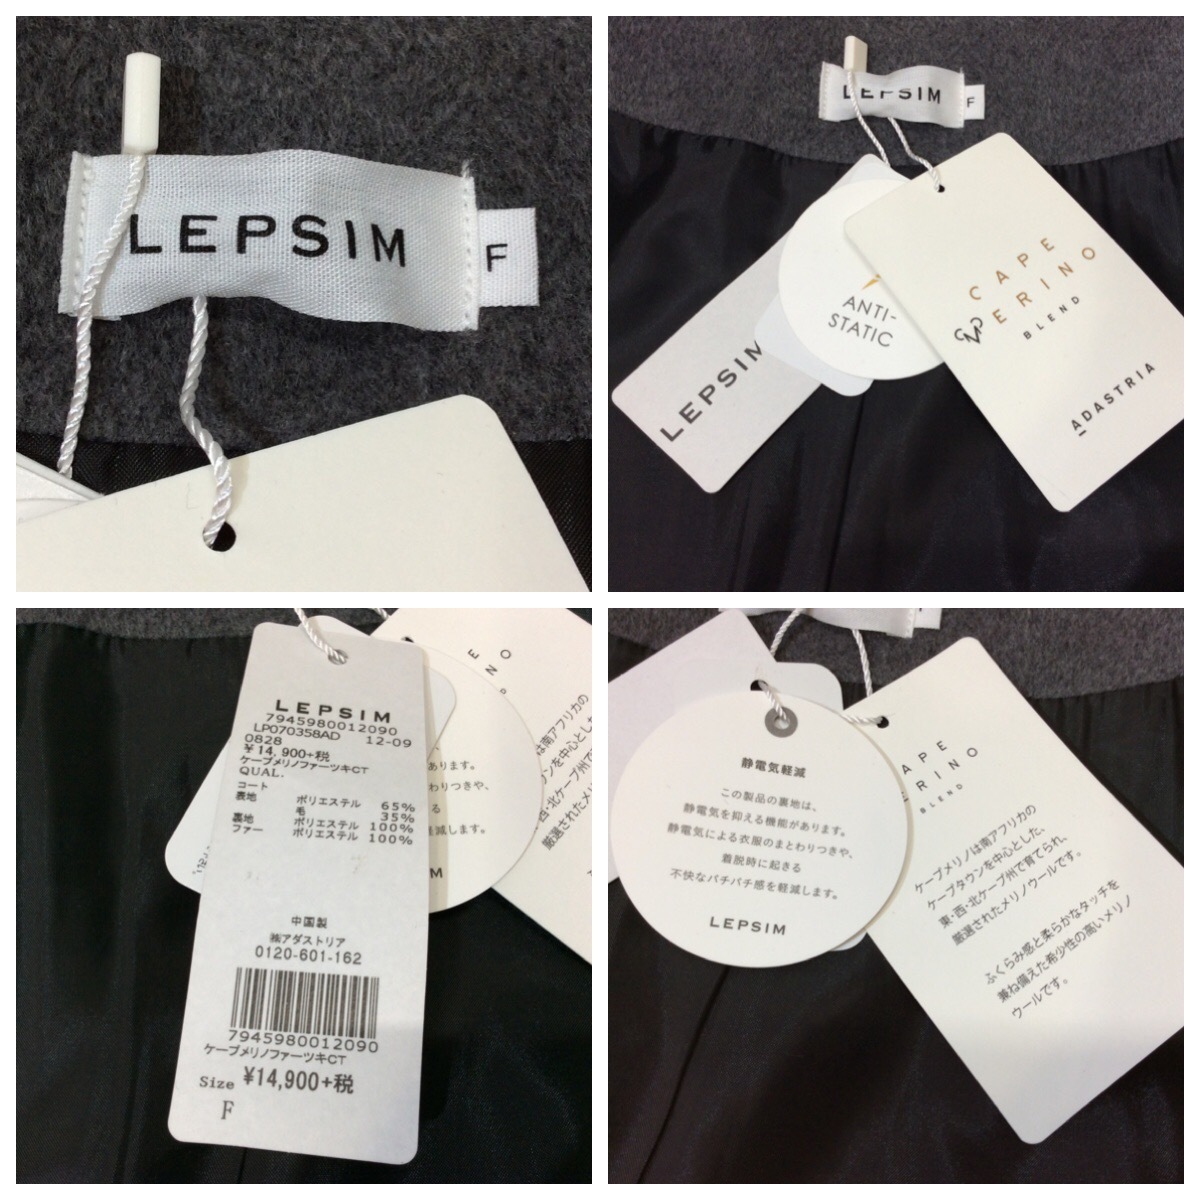 LEPSIM
F
LEPSIM
F
LEPSIM
ANTI-
STATIC
CAPE
MERINO
BLEND
ADASTRIA
LEPSIM
7945980012090
LP070358AD 12-09
0828
¥14,900+税
ケープメリノファーツキCT
QUAL.
コート
表地 ポリエステル 65%
毛 35%
裏地 ポリエステル 100%
ファー ポリエステル 100%
中国製
㈱アダストリア
0120-601-162
7945980012090
ケープメリノファーツキCT
Size ¥14,900+税
F
静電気軽減
この製品の裏地は、
静電気を抑える機能があります。
静電気による衣服のまとわりつきや、
着脱時に起きる
不快なパチパチ感を軽減します。
LEPSIM
APE
ERINO
BLEND
ケープメリノは南アフリカの
ケープタウンを中心とした、
東・西・北ケープ州で育てられ、
厳選されたメリノウールです。
ふくらみ感と柔らかなタッチを
兼ね備えた希少性の高いメリノ
ウールです。